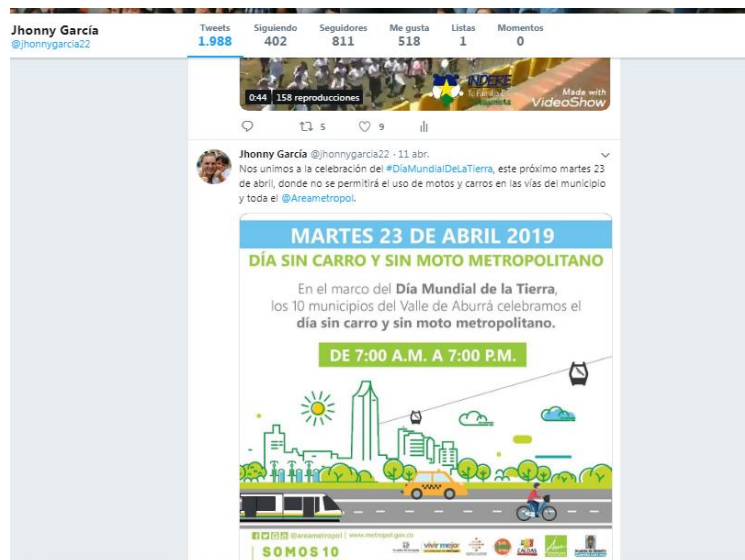 Jhonny García
@jhonnygarcia22
Tweets Siguiendo Seguidores Me gusta Listas Momentos
1.988 402 811 518 1 0
0:44 158 reproducciones
INDERE
Made with
VideoShow
5 9
Jhonny García @jhonnygarcia22 · 11 abr.
Nos unimos a la celebración del #DíaMundialDeLaTierra, este próximo martes 23
de abril, donde no se permitirá el uso de motos y carros en las vías del municipio
y toda el @Areametropol.
MARTES 23 DE ABRIL 2019
DÍA SIN CARRO Y SIN MOTO METROPOLITANO
En el marco del Día Mundial de la Tierra,
los 10 municipios del Valle de Aburrá celebramos el
día sin carro y sin moto metropolitano.
DE 7:00 A.M. A 7:00 P.M.
@areametropol | www.metropol.gov.co
SOMOS10
vivir mejor
CALDAS